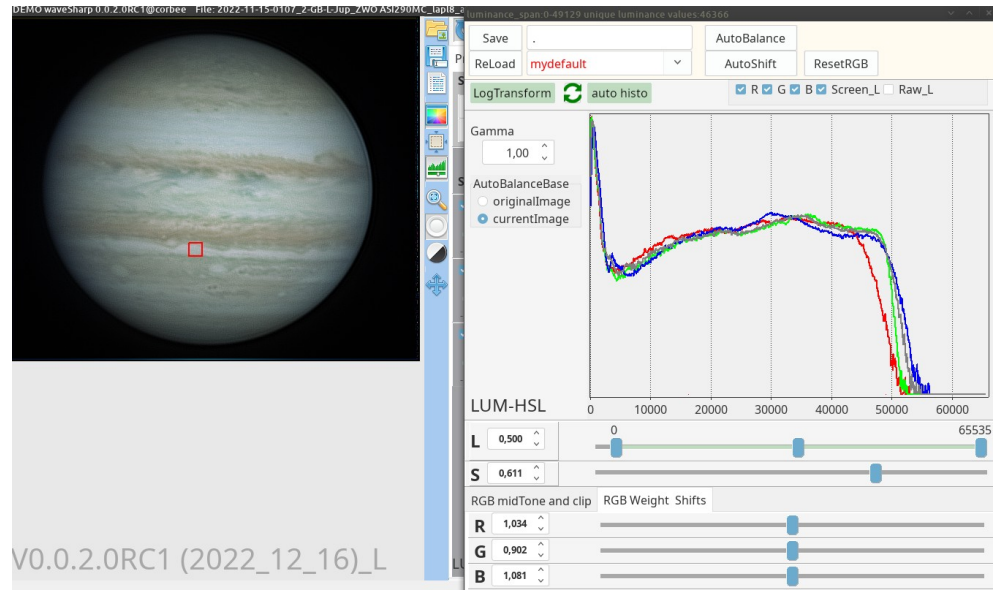 DEMO waveSharp 0.0.2.0RC1@corbee File: 2022-11-15-0107_2-GB-L-Jup_ZWO ASI290MC_lapl8_a
luminance_span:0-49129 unique luminance values:46366
Save . AutoBalance
ReLoad mydefault AutoShift ResetRGB
LogTransform auto histo R G B Screen_L Raw_L
Gamma
1,00
AutoBalanceBase
originalImage
currentImage
LUM-HSL
0 10000 20000 30000 40000 50000 60000
0 65535
L 0,500
S 0,611
RGB midTone and clip RGB Weight Shifts
R 1,034
G 0,902
B 1,081
V0.0.2.0RC1 (2022_12_16)_L